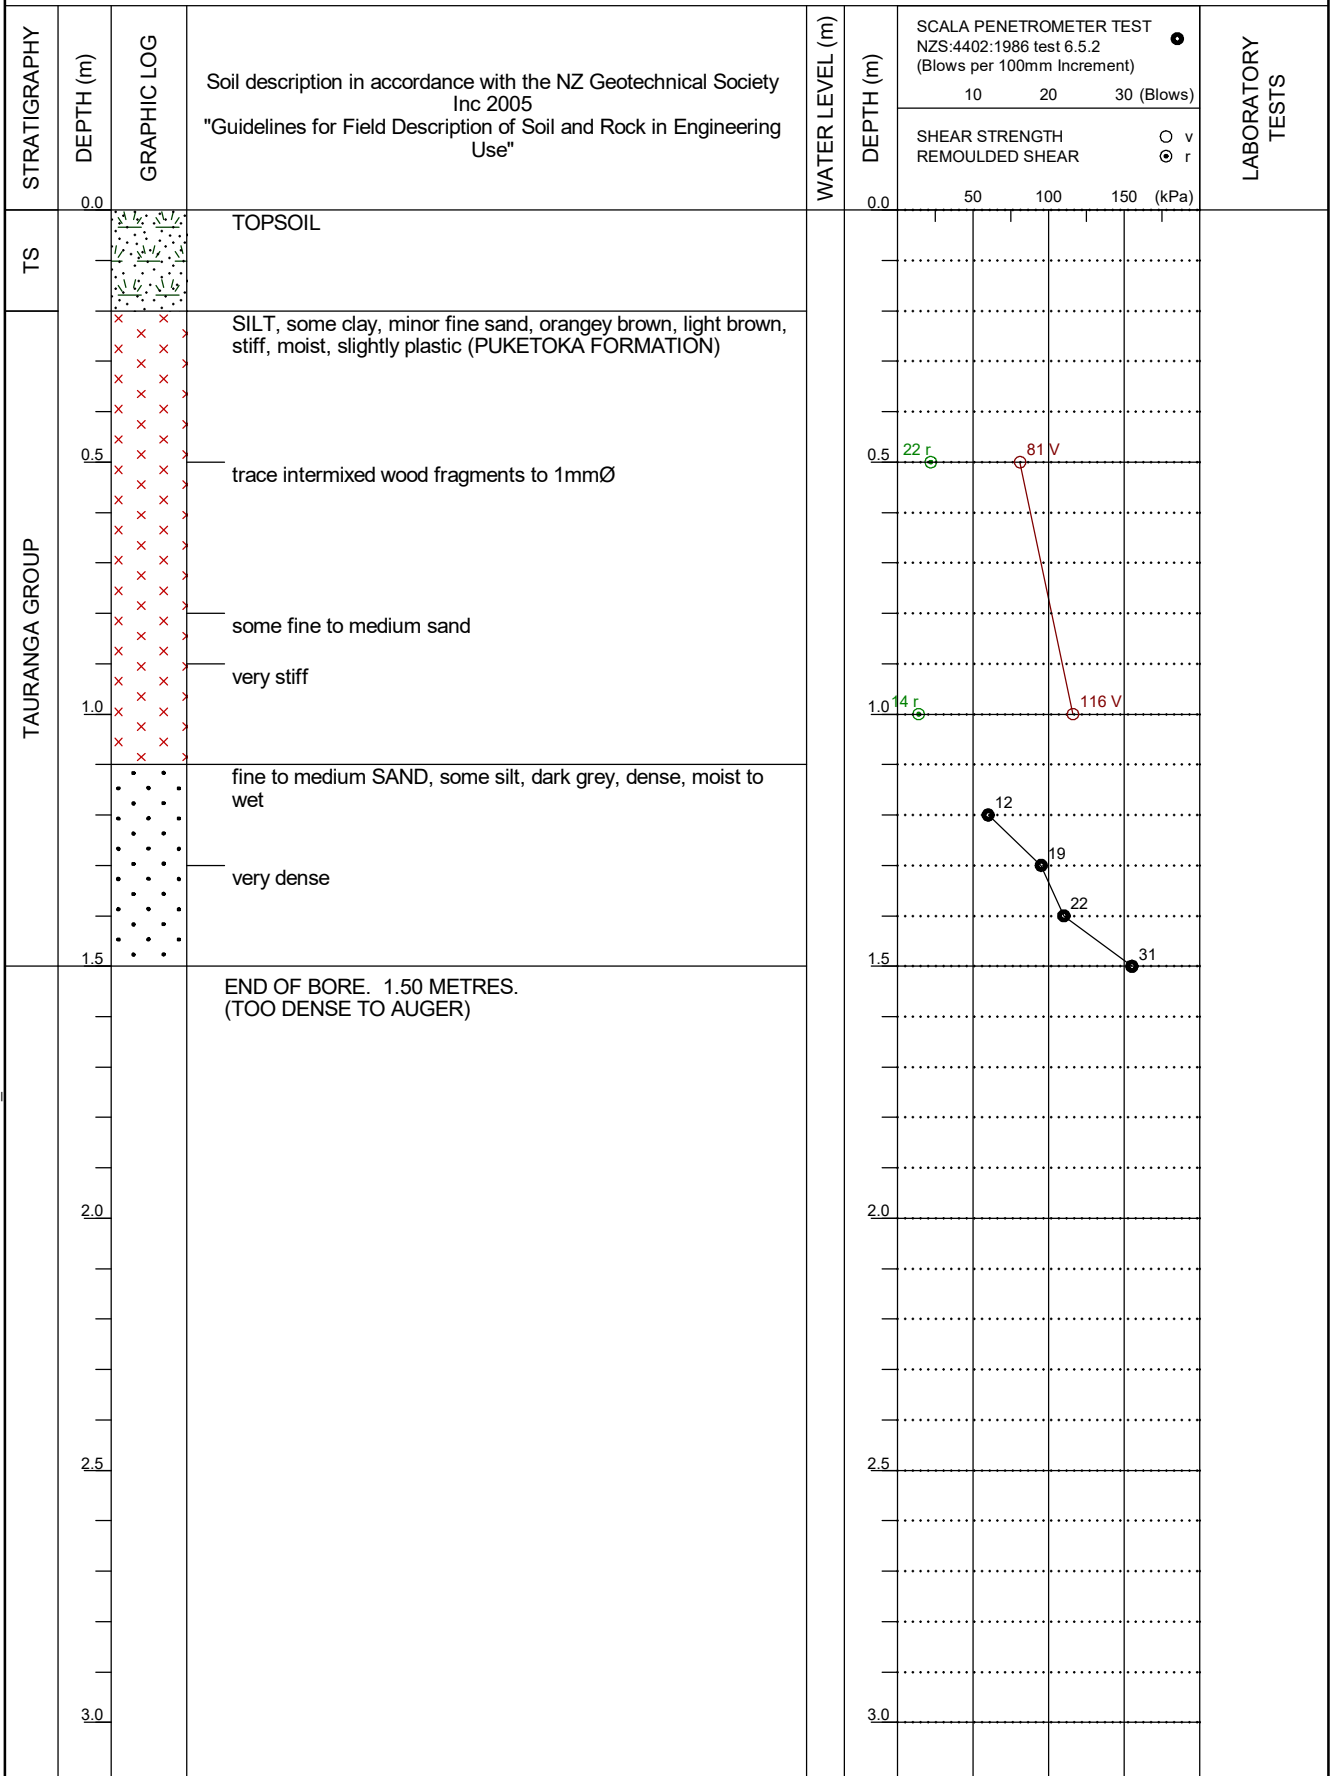 STRATIGRAPHY
DEPTH (m)
GRAPHIC LOG
Soil description in accordance with the NZ Geotechnical Society
Inc 2005
"Guidelines for Field Description of Soil and Rock in Engineering
Use"
WATER LEVEL (m)
DEPTH (m)
SCALA PENETROMETER TEST
NZS:4402:1986 test 6.5.2
(Blows per 100mm Increment)
10 20 30 (Blows)
SHEAR STRENGTH v
REMOULDED SHEAR r
50 100 150 (kPa)
LABORATORY
TESTS
0.0
0.0
TS
TOPSOIL
TAURANGA GROUP
SILT, some clay, minor fine sand, orangey brown, light brown,
stiff, moist, slightly plastic (PUKETOKA FORMATION)
0.5
trace intermixed wood fragments to 1mmØ
0.5
22 r
81 V
some fine to medium sand
very stiff
1.0
1.0
14 r
116 V
fine to medium SAND, some silt, dark grey, dense, moist to
wet
12
19
very dense
22
31
1.5
1.5
END OF BORE. 1.50 METRES.
(TOO DENSE TO AUGER)
2.0
2.0
2.5
2.5
3.0
3.0